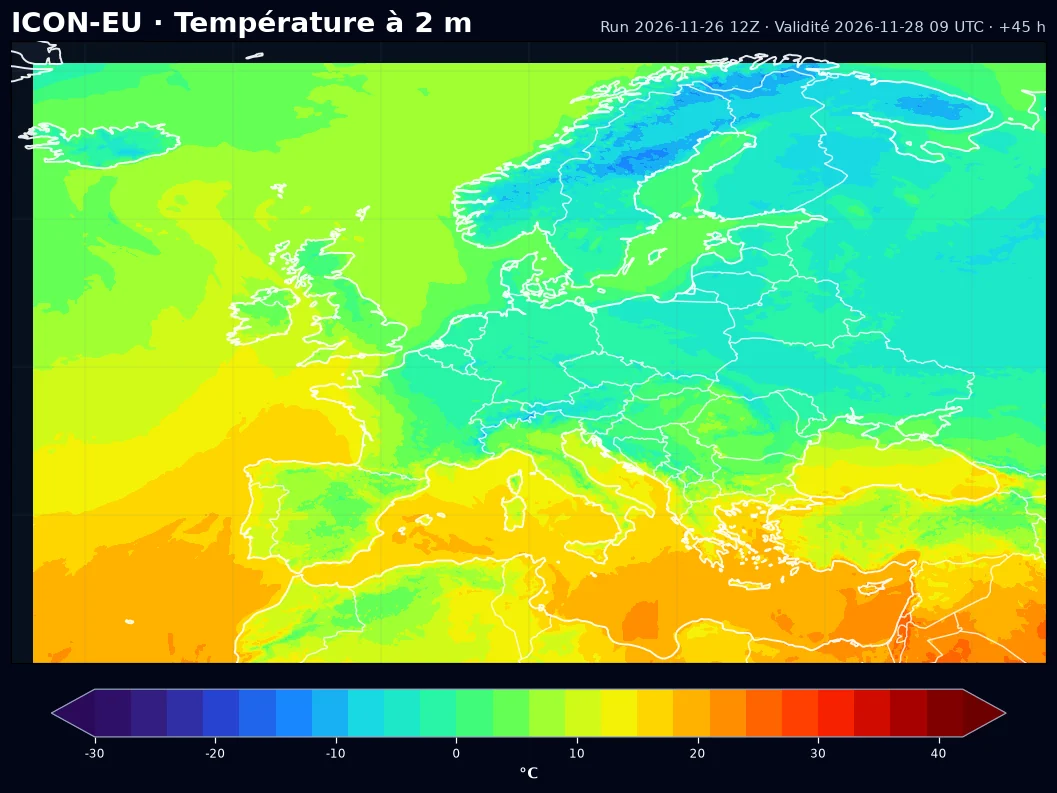 ICON-EU · Température à 2 m
Run 2026-11-26 12Z · Validité 2026-11-28 09 UTC · +45 h
-30 -20 -10 0 10 20 30 40
°C